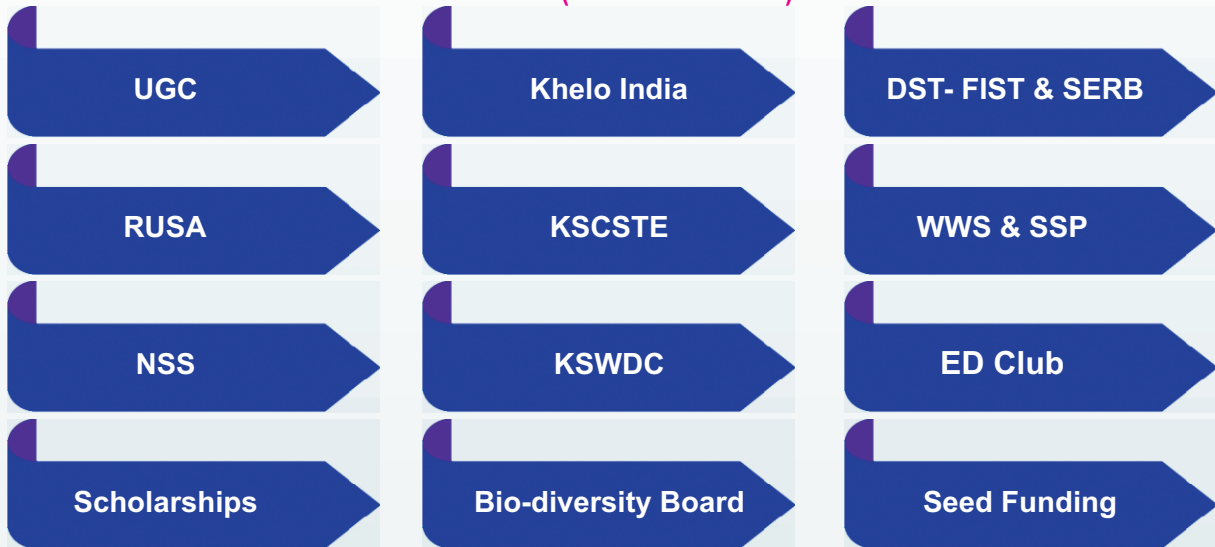 UGC
Khelo India
DST- FIST & SERB
RUSA
KSCSTE
WWS & SSP
NSS
KSWDC
ED Club
Scholarships
Bio-diversity Board
Seed Funding